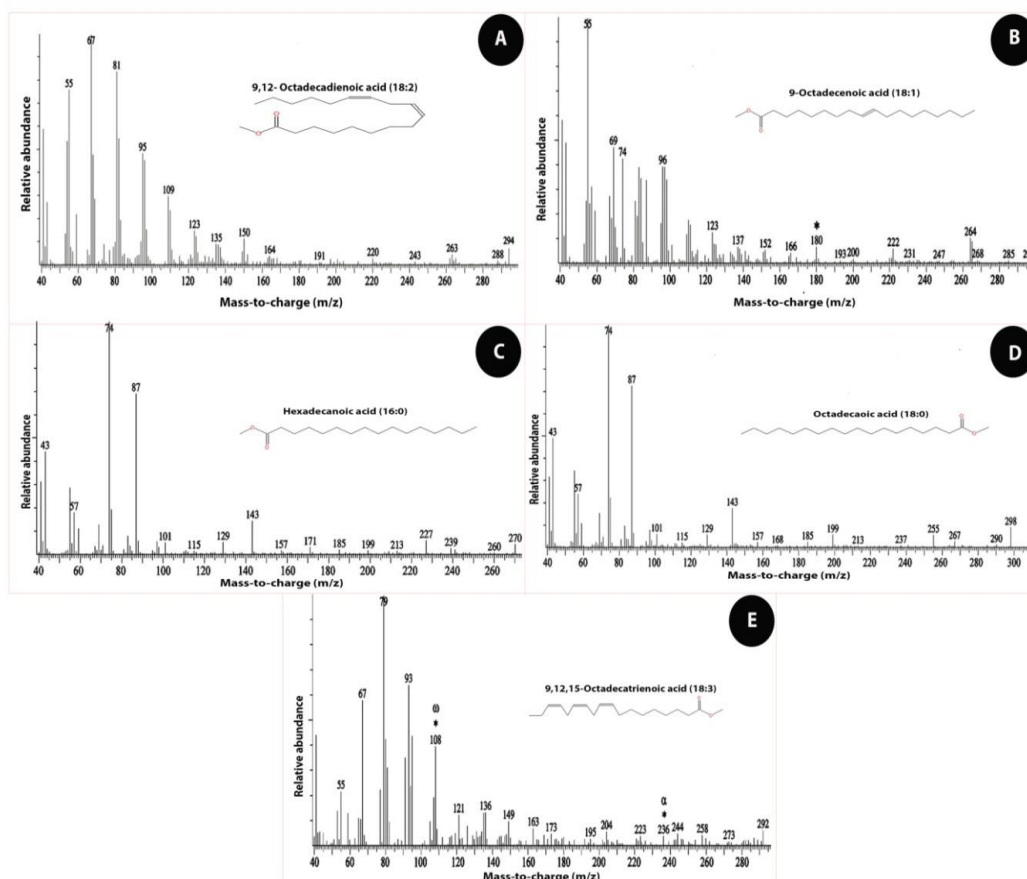 A
67
81
55
95
109
123
135
150
164
191
220
243
263
288
294
9,12- Octadecadienoic acid (18:2)
O
O
Relative abundance
40 60 80 100 120 140 160 180 200 220 240 260 280
Mass-to-charge (m/z)
B
55
69
74
96
123
137
152
166
*
180
193
200
222
231
247
264
268
285
9-Octadecenoic acid (18:1)
O
O
Relative abundance
40 60 80 100 120 140 160 180 200 220 240 260 280
Mass-to-charge (m/z)
C
74
87
43
57
101
115
129
143
157
171
185
199
213
227
239
260
270
Hexadecanoic acid (16:0)
O
O
Relative abundance
40 60 80 100 120 140 160 180 200 220 240 260
Mass-to-charge (m/z)
D
74
87
43
57
101
115
129
143
157
168
185
199
213
237
255
267
290
298
Octadecaoic acid (18:0)
O
O
Relative abundance
40 60 80 100 120 140 160 180 200 220 240 260 280 300
Mass-to-charge (m/z)
E
79
93
67
ω
*
108
55
121
136
149
163
173
195
204
223
α
*
236
244
258
273
292
9,12,15-Octadecatrienoic acid (18:3)
O
O
Relative abundance
40 60 80 100 120 140 160 180 200 220 240 260 280
Mass-to-charge (m/z)